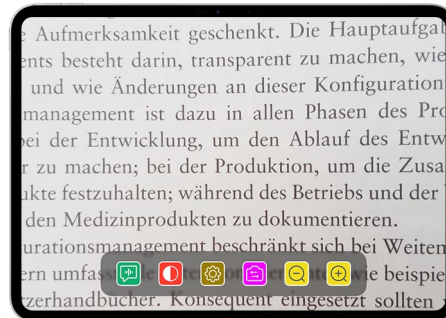 Aufmerksamkeit geschenkt. Die Hauptaufgab
ents besteht darin, transparent zu machen, wie
und wie Änderungen an dieser Konfiguration
management ist dazu in allen Phasen des Pro
bei der Entwicklung, um den Ablauf des Entw
r zu machen; bei der Produktion, um die Zusa
ukte festzuhalten; während des Betriebs und der
den Medizinprodukten zu dokumentieren.
urationsmanagement beschränkt sich bei Weiten
ern umfass wie beispie
zerhandbücher. Konsequent eingesetzt sollten